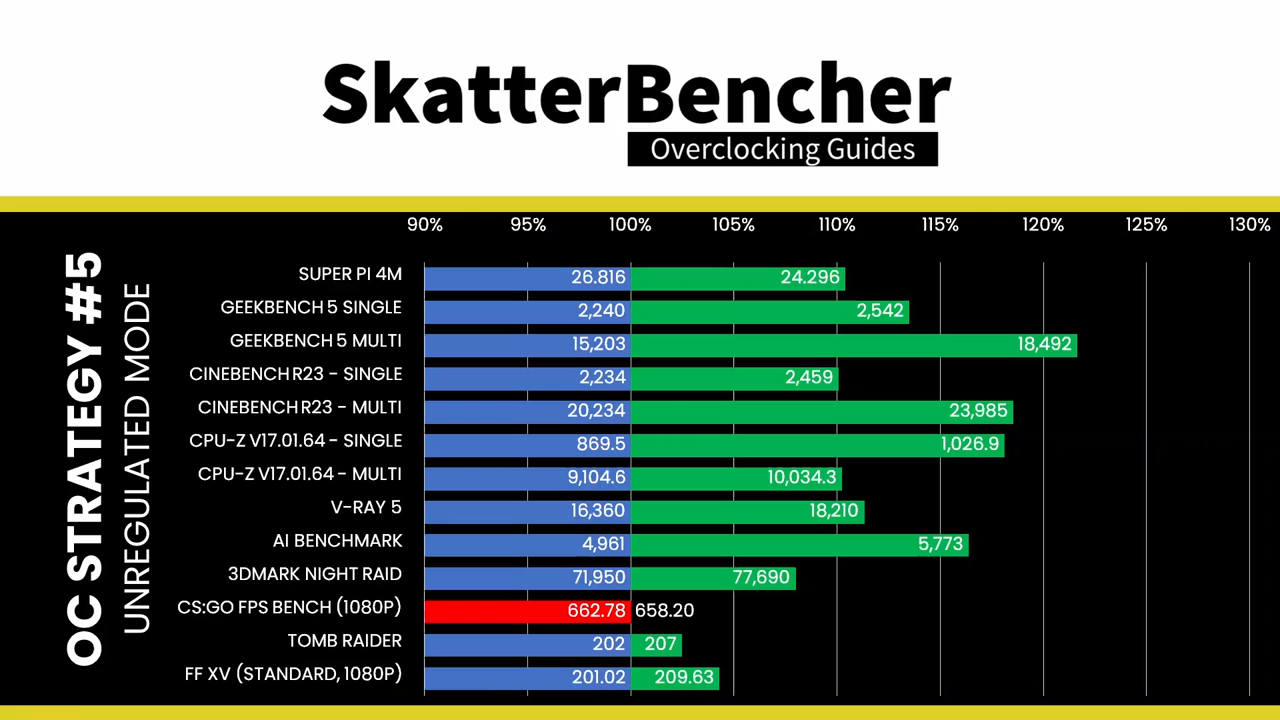 SkatterBencher
Overclocking Guides
90% 95% 100% 105% 110% 115% 120% 125% 130%
OC STRATEGY #5
UNREGULATED MODE
SUPER PI 4M 26.816 24.296
GEEKBENCH 5 SINGLE 2,240 2,542
GEEKBENCH 5 MULTI 15,203 18,492
CINEBENCH R23 - SINGLE 2,234 2,459
CINEBENCH R23 - MULTI 20,234 23,985
CPU-Z V17.01.64 - SINGLE 869.5 1,026.9
CPU-Z V17.01.64 - MULTI 9,104.6 10,034.3
V-RAY 5 16,360 18,210
AI BENCHMARK 4,961 5,773
3DMARK NIGHT RAID 71,950 77,690
CS:GO FPS BENCH (1080P) 662.78 658.20
TOMB RAIDER 202 207
FF XV (STANDARD, 1080P) 201.02 209.63